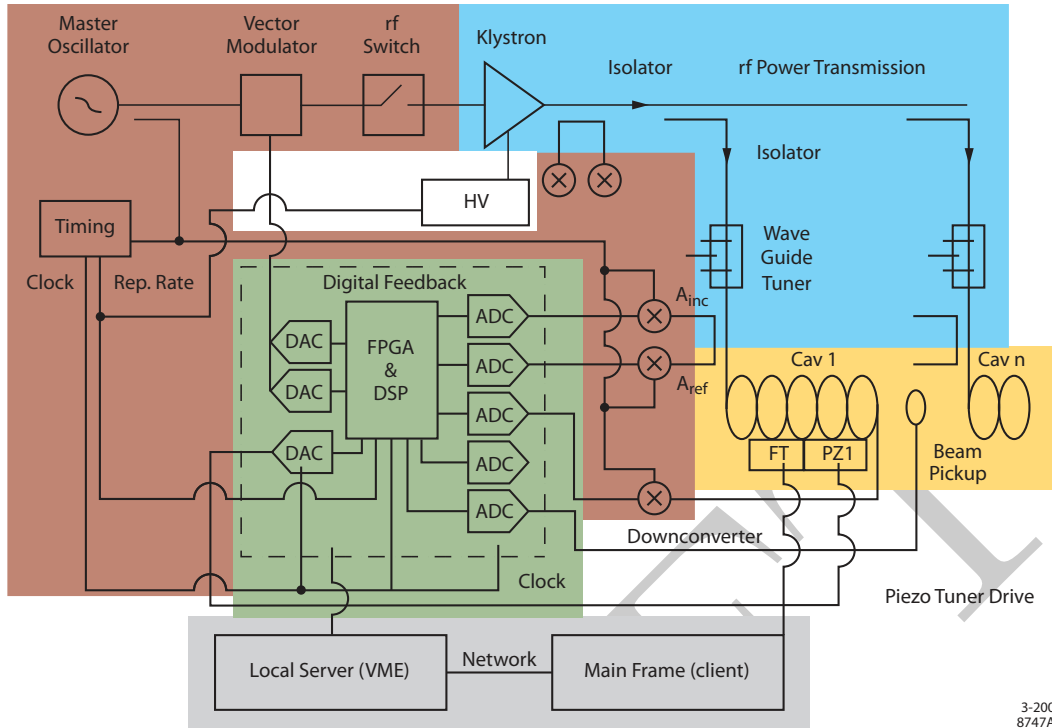 Master
Oscillator
Vector
Modulator
rf
Switch
Klystron
Isolator
rf Power Transmission
Isolator
HV
Timing
Wave
Guide
Tuner
Clock
Rep. Rate
Digital Feedback
Ainc
ADC
DAC
FPGA
&
DSP
ADC
DAC
Aref
Cav 1
Cav n
ADC
DAC
ADC
FT
PZ1
Beam
Pickup
ADC
Downconverter
Clock
Piezo Tuner Drive
Local Server (VME)
Network
Main Frame (client)
3-200
8747A